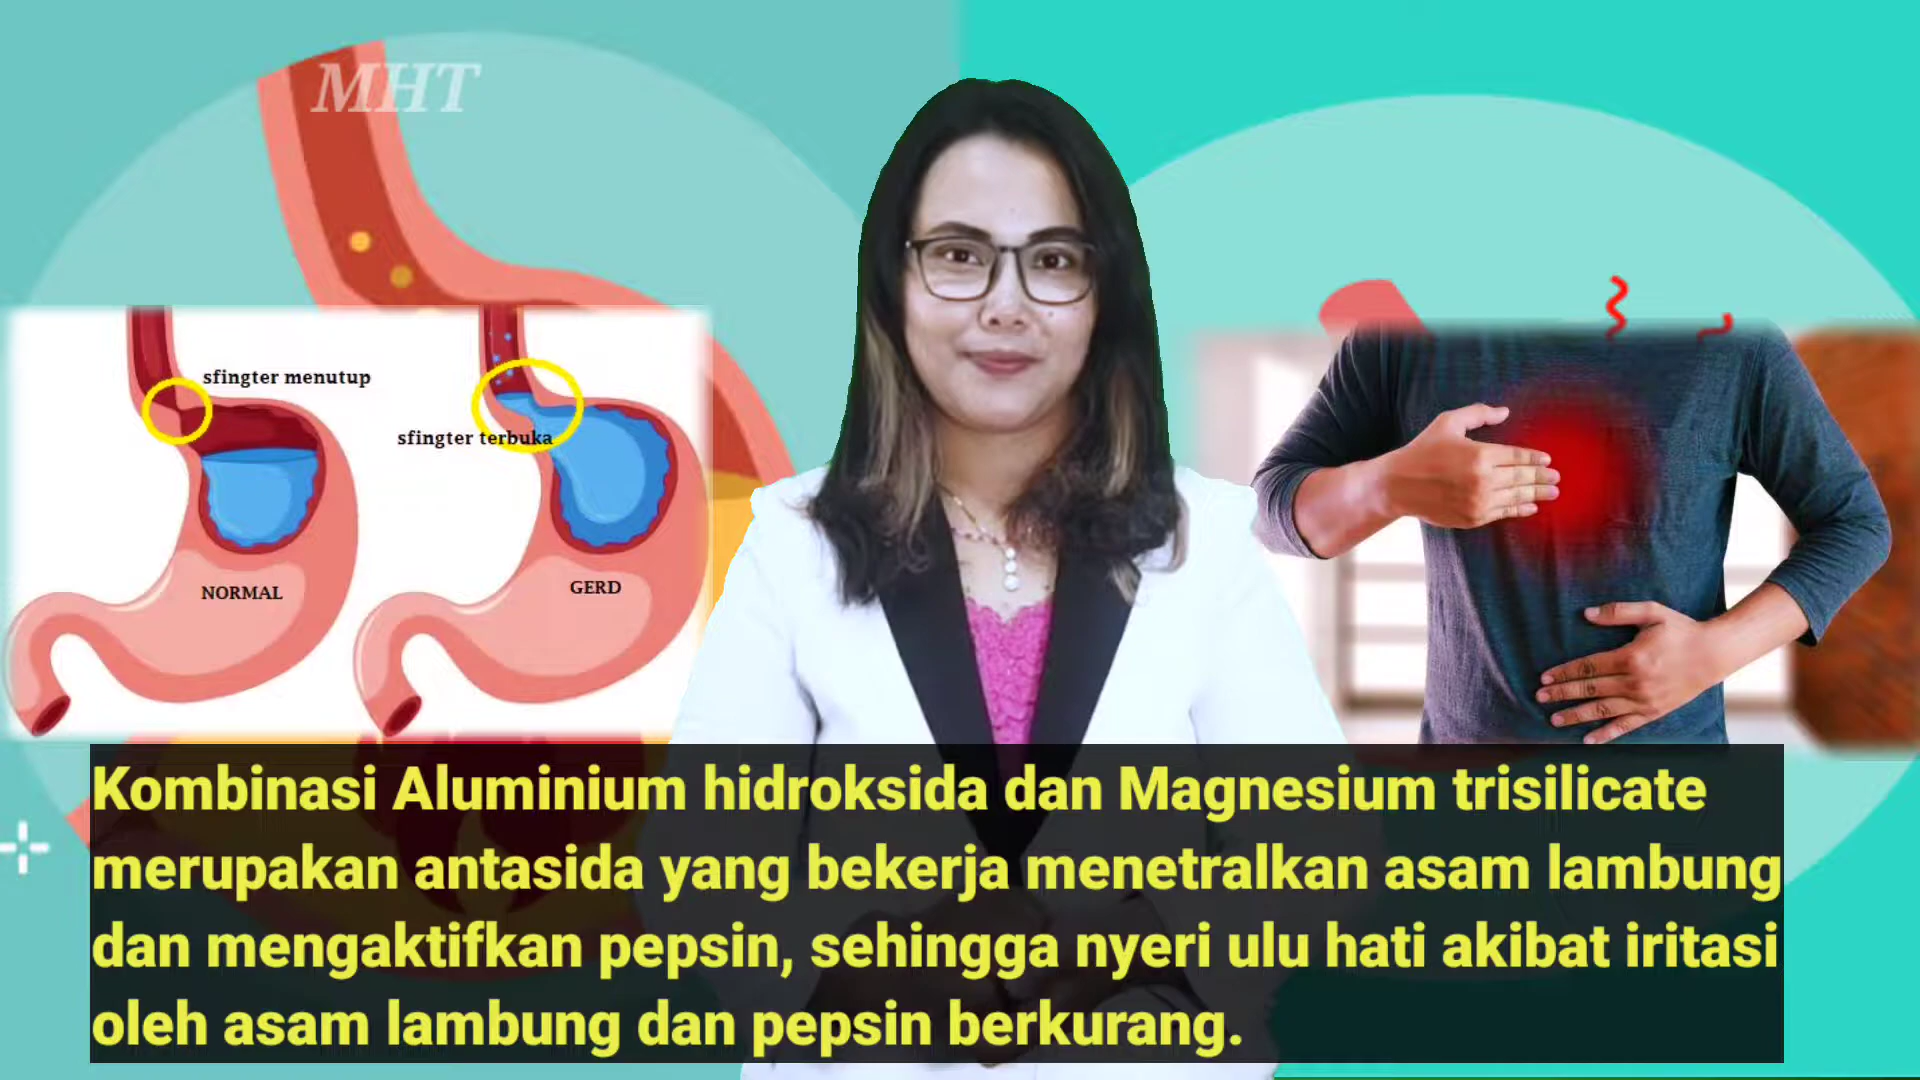 MHT
sfingter menutup
sfingter terbuka
NORMAL
GERD
Kombinasi Aluminium hidroksida dan Magnesium trisilicate
merupakan antasida yang bekerja menetralkan asam lambung
dan mengaktifkan pepsin, sehingga nyeri ulu hati akibat iritasi
oleh asam lambung dan pepsin berkurang.